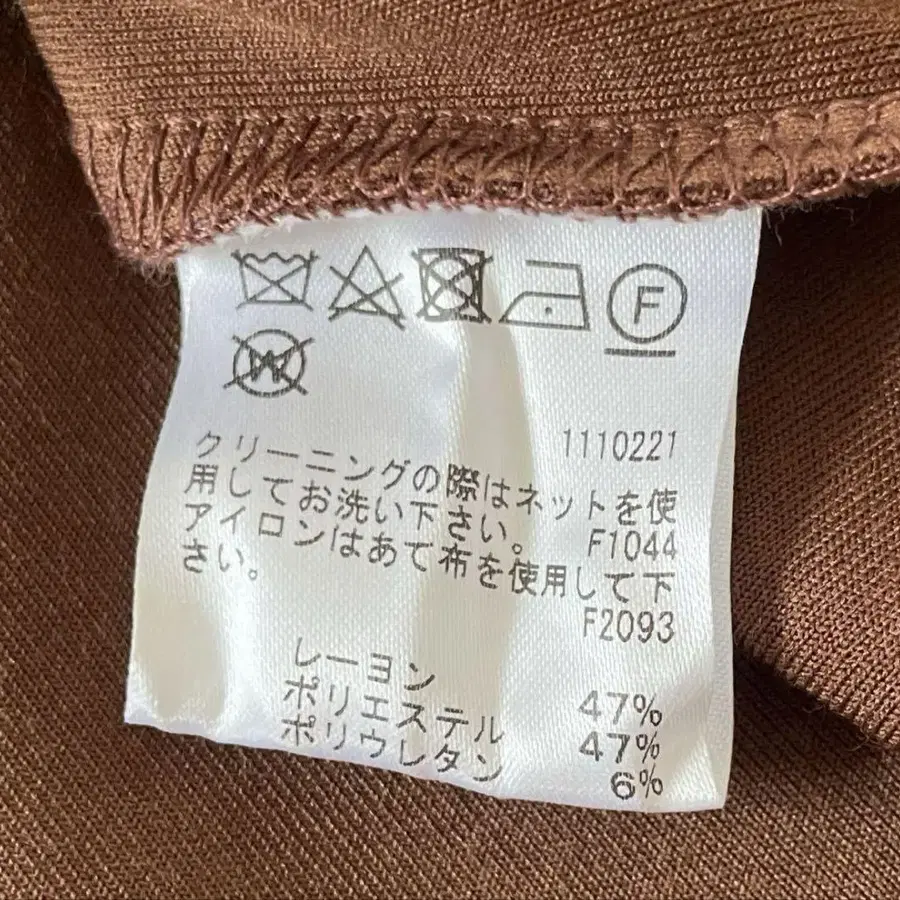 F
W
1110221
クリーニングの際はネットを使
用してお洗い下さい。 F1044
アイロンはあて布を使用して下
さい。 F2093
レーヨン 47%
ポリエステル 47%
ポリウレタン 6%